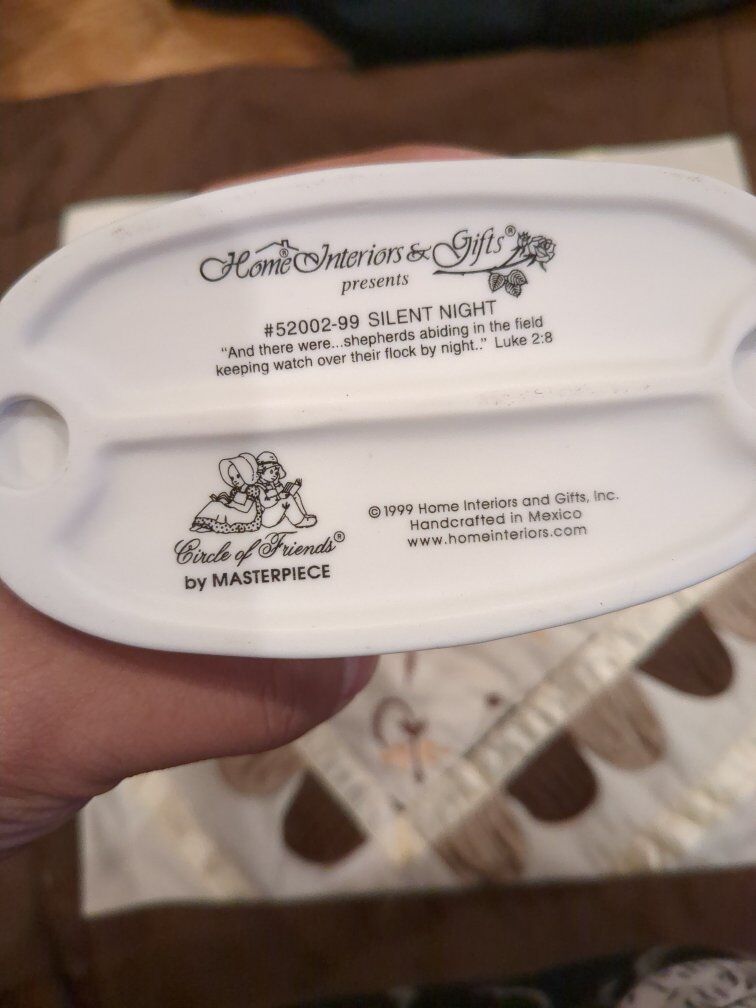 Home® Interiors & Gifts®
presents
#52002-99 SILENT NIGHT
"And there were...shepherds abiding in the field
keeping watch over their flock by night.." Luke 2:8
Circle of Friends®
by MASTERPIECE
©1999 Home Interiors and Gifts, Inc.
Handcrafted in Mexico
www.homeinteriors.com